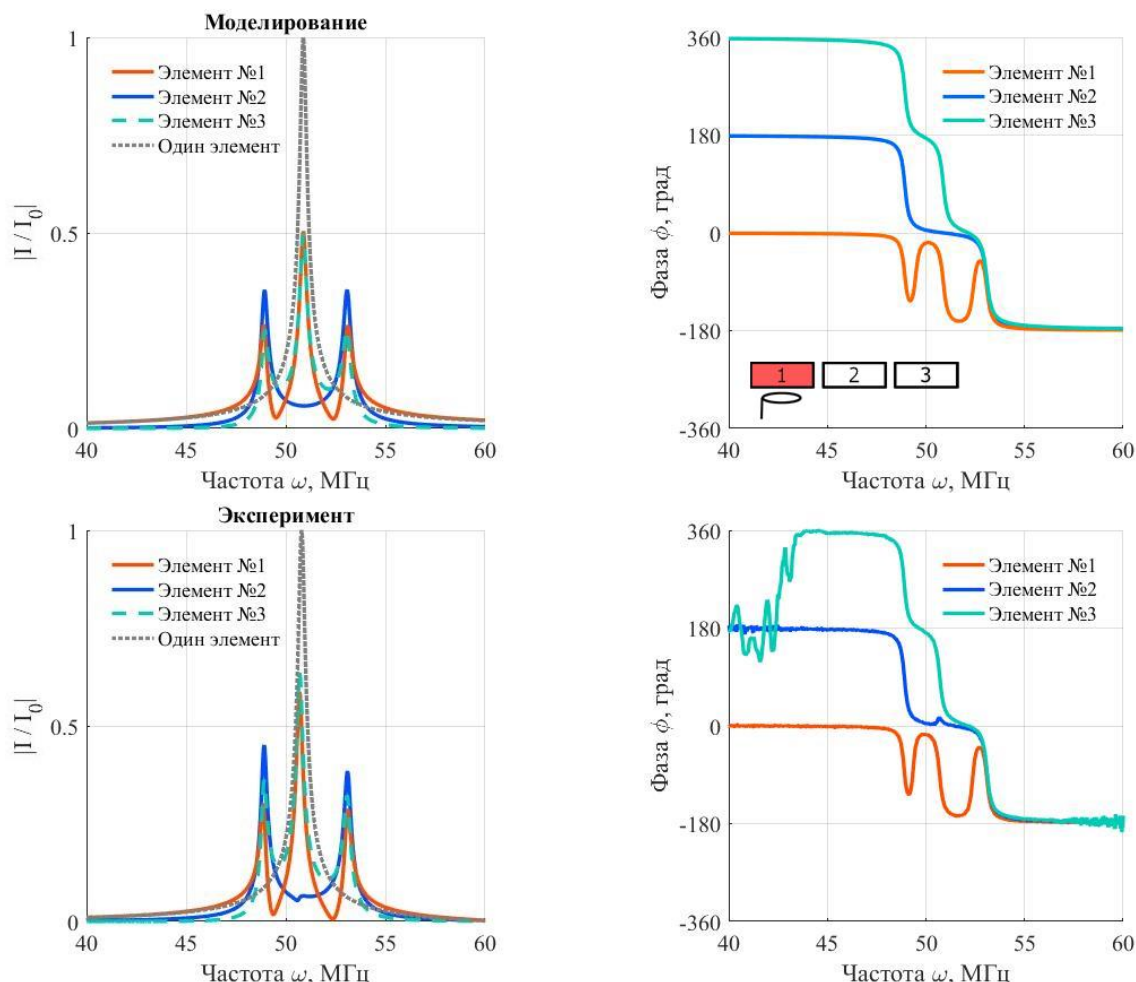 Моделирование
1
0.5
0
|I / I₀|
Элемент №1
Элемент №2
Элемент №3
Один элемент
40 45 50 55 60
Частота ω, МГц
360
180
0
-180
-360
Фаза ϕ, град
Элемент №1
Элемент №2
Элемент №3
1 2 3
40 45 50 55 60
Частота ω, МГц
Эксперимент
1
0.5
0
|I / I₀|
Элемент №1
Элемент №2
Элемент №3
Один элемент
40 45 50 55 60
Частота ω, МГц
360
180
0
-180
-360
Фаза ϕ, град
Элемент №1
Элемент №2
Элемент №3
40 45 50 55 60
Частота ω, МГц